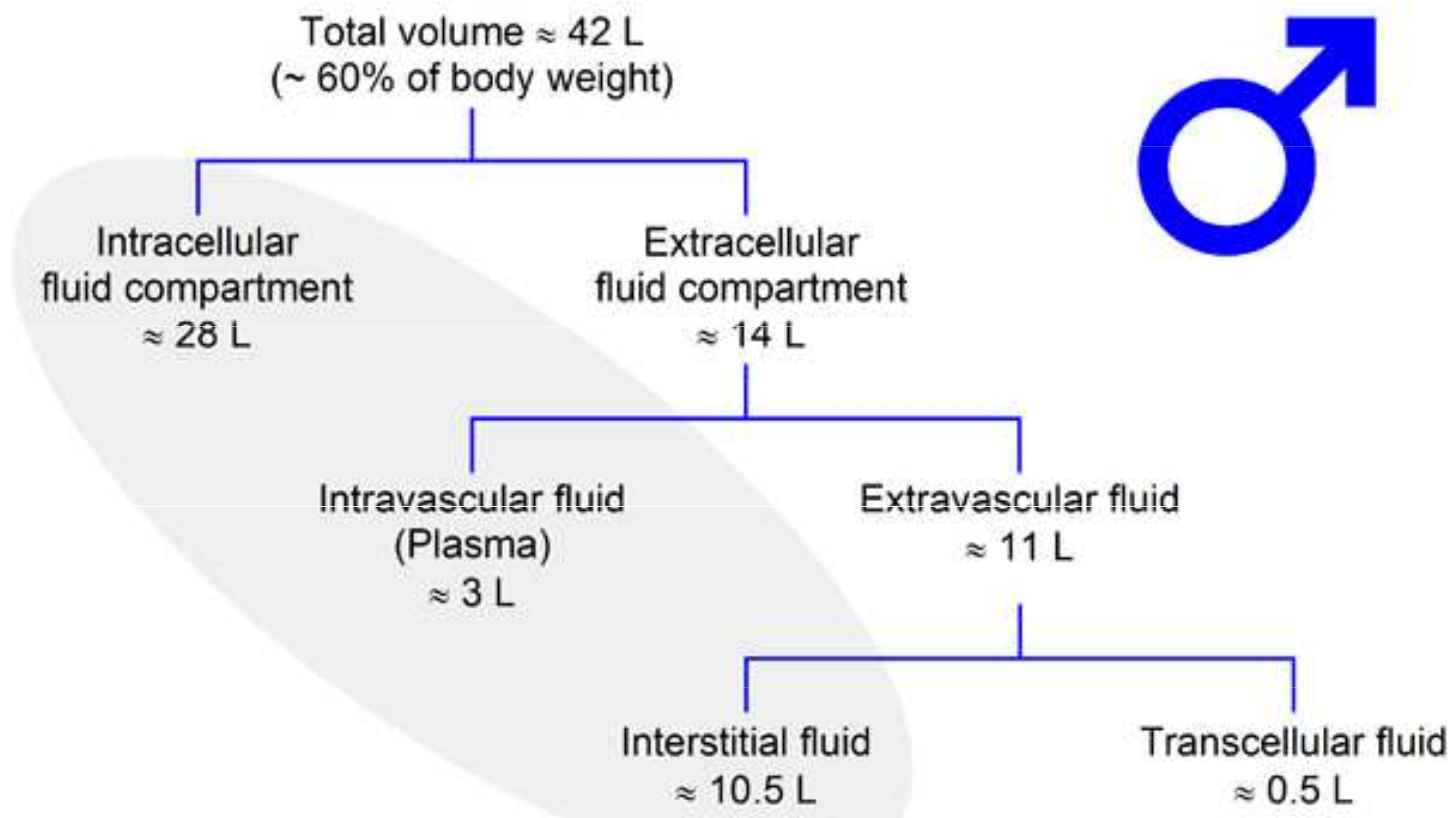 Total volume ≈ 42 L
(~ 60% of body weight)
Intracellular
fluid compartment
≈ 28 L
Extracellular
fluid compartment
≈ 14 L
Intravascular fluid
(Plasma)
≈ 3 L
Extravascular fluid
≈ 11 L
Interstitial fluid
≈ 10.5 L
Transcellular fluid
≈ 0.5 L